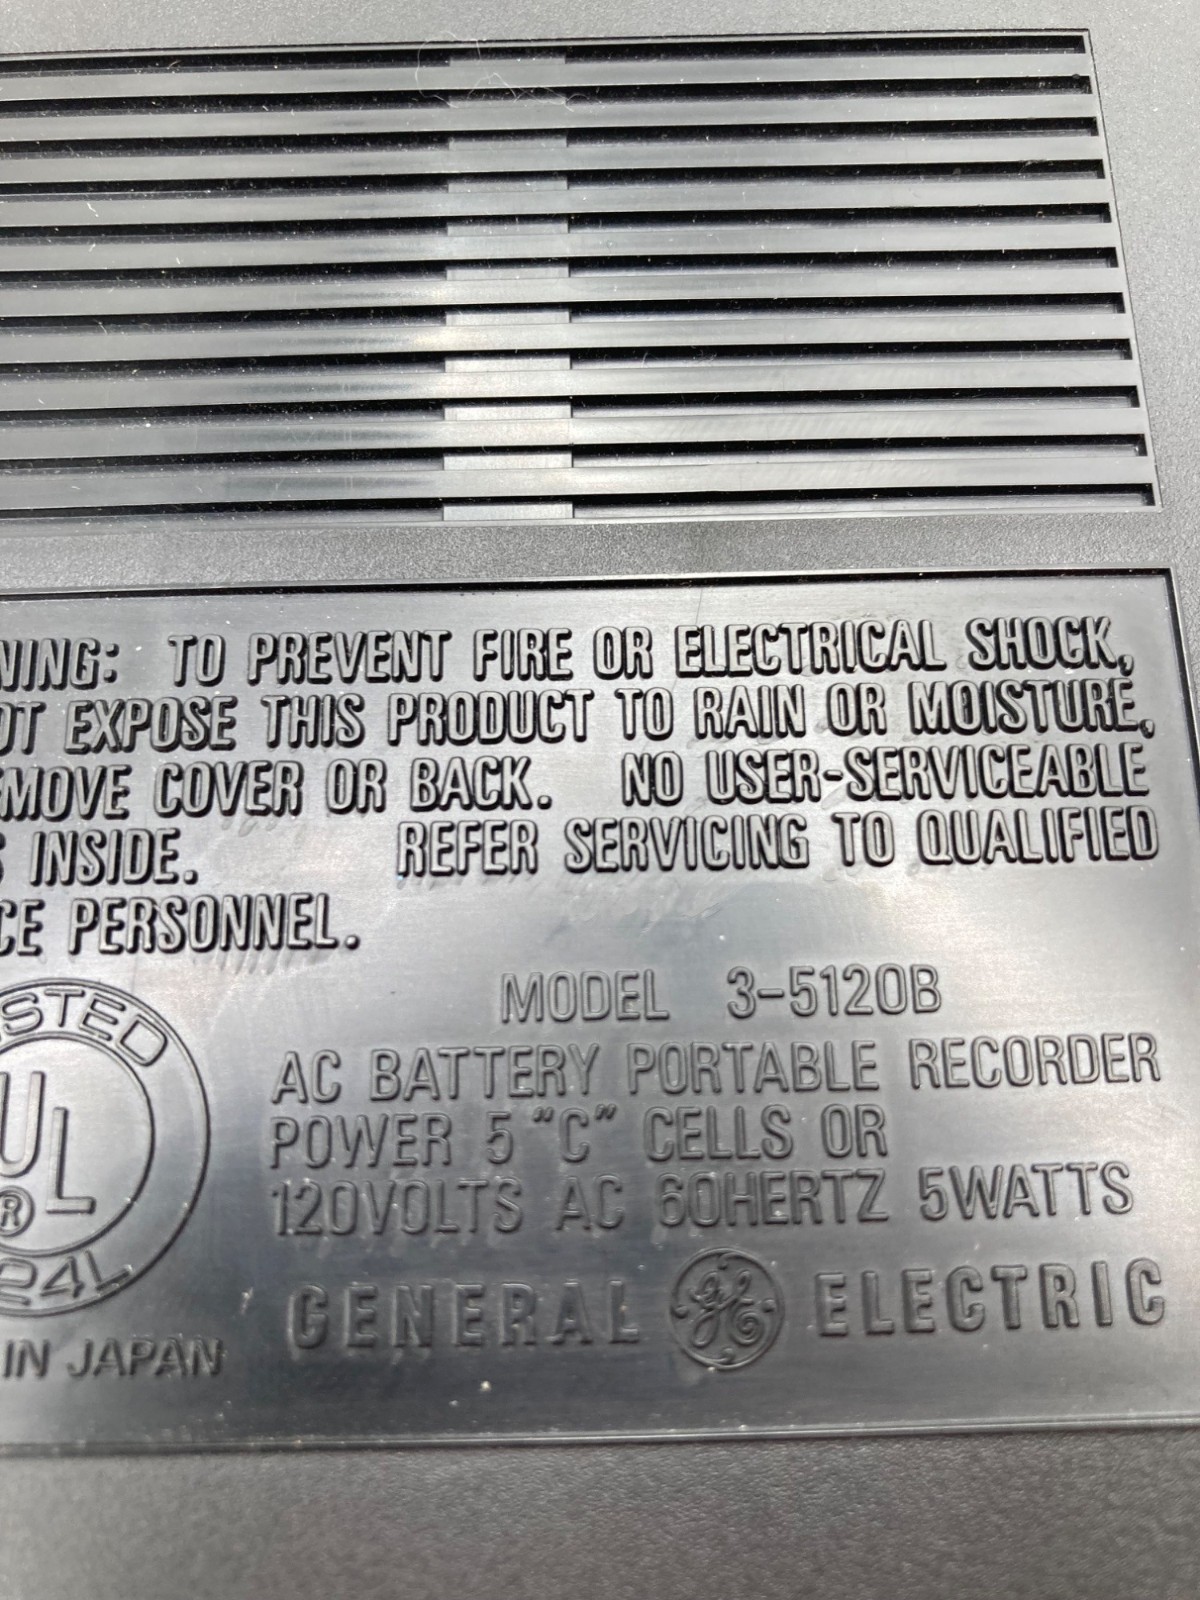 NING: TO PREVENT FIRE OR ELECTRICAL SHOCK,
OT EXPOSE THIS PRODUCT TO RAIN OR MOISTURE,
EMOVE COVER OR BACK. NO USER-SERVICEABLE
S INSIDE. REFER SERVICING TO QUALIFIED
CE PERSONNEL.
MODEL 3-5120B
AC BATTERY PORTABLE RECORDER
POWER 5 "C" CELLS OR
120VOLTS AC 60HERTZ 5WATTS
GENERAL GE ELECTRIC
ISTED
UL
®
24L
IN JAPAN